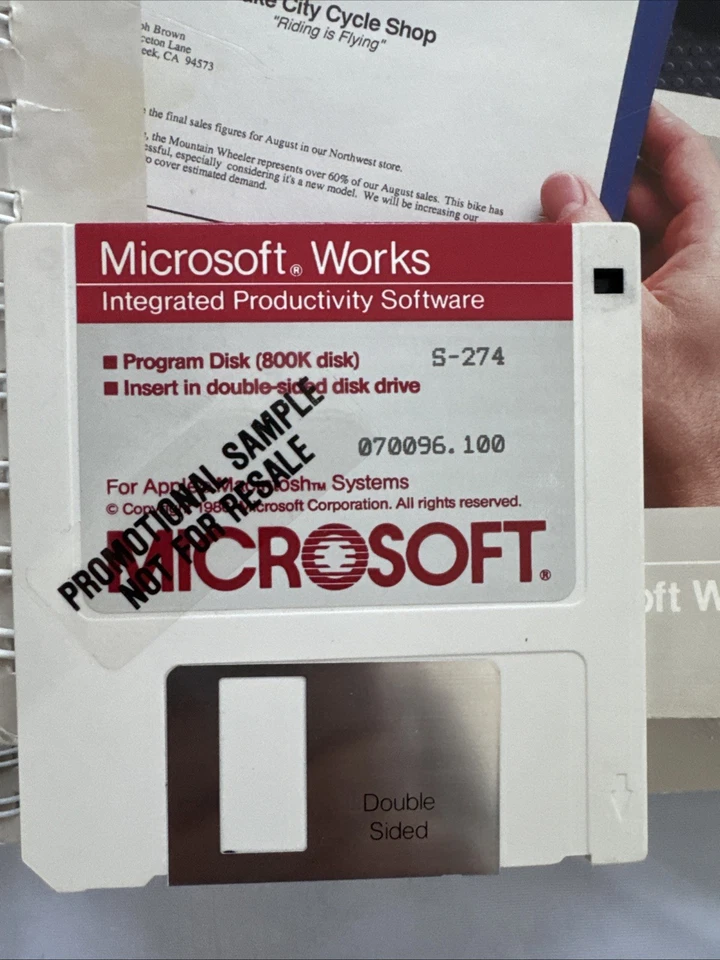 City Cycle Shop
"Riding is Flying"
Brown
Lane
CA 94573
the final sales figures for August in our Northwest store.
the Mountain Wheeler represents over 60% of our August sales. This bike has
especially considering it's a new model. We will be increasing our
to cover estimated demand.
Microsoft® Works
Integrated Productivity Software
■ Program Disk (800K disk) S-274
■ Insert in double-sided disk drive
070096.100
PROMOTIONAL SAMPLE
NOT FOR RESALE
For Apple Macintosh™ Systems
© Copyright Microsoft Corporation. All rights reserved.
MICROSOFT®
Double
Sided